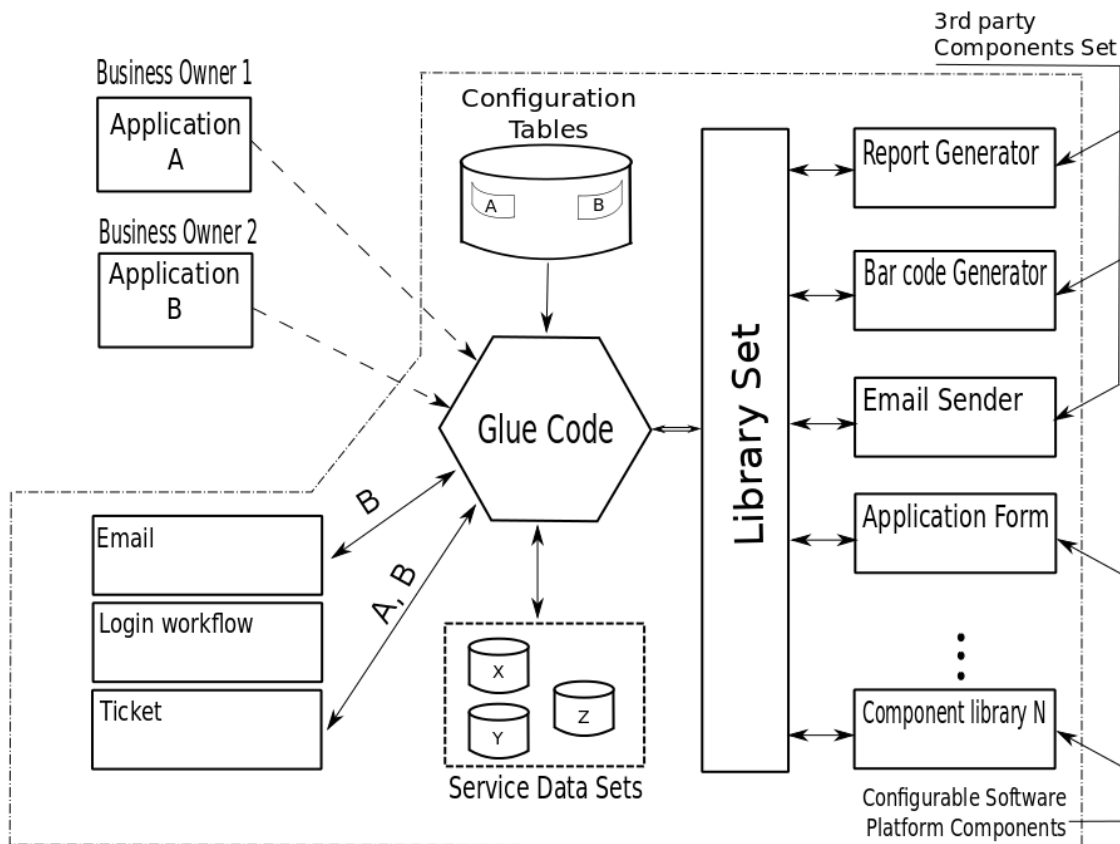 3rd party
Components Set
Business Owner 1
Application
A
Configuration
Tables
A
B
Business Owner 2
Application
B
Glue Code
Library Set
Report Generator
Bar code Generator
Email Sender
Application Form
Component library N
B
A, B
Email
Login workflow
Ticket
X
Y
Z
Service Data Sets
Configurable Software
Platform Components